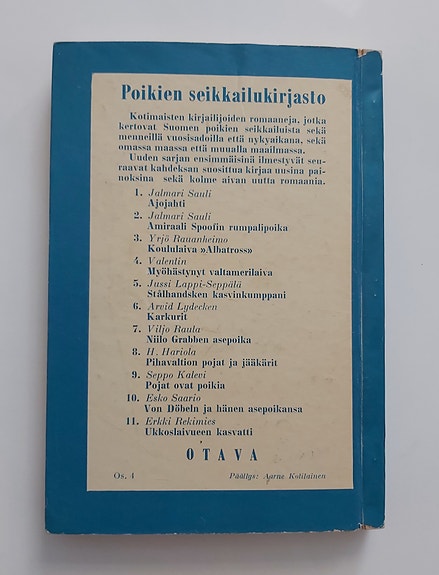 Poikien seikkailukirjasto
Kotimaisten kirjailijoiden romaaneja, jotka
kertovat Suomen poikien seikkailuista sekä
menneillä vuosisadoilla että nykyaikana, sekä
omassa maassa että muualla maailmassa.
Uuden sarjan ensimmäisinä ilmestyvät seu-
raavat kahdeksan suosittua kirjaa uusina pai-
noksina sekä kolme aivan uutta romaania.
1. Jalmari Sauli
Ajojahti
2. Jalmari Sauli
Amiraali Spoofin rumpalipoika
3. Yrjö Rauanheimo
Koululaiva »Albatross»
4. Valentin
Myöhästynyt valtamerilaiva
5. Jussi Lappi-Seppälä
Stålhandsken kasvinkumppani
6. Arvid Lydecken
Karkurit
7. Viljo Raula
Niilo Grabben asepoika
8. H. Hariola
Pihavaltion pojat ja jääkärit
9. Seppo Kalevi
Pojat ovat poikia
10. Esko Saario
Von Döbeln ja hänen asepoikansa
11. Erkki Rekimies
Ukkoslaivueen kasvatti
OTAVA
Os. 4 Päällys: Aarne Kotilainen